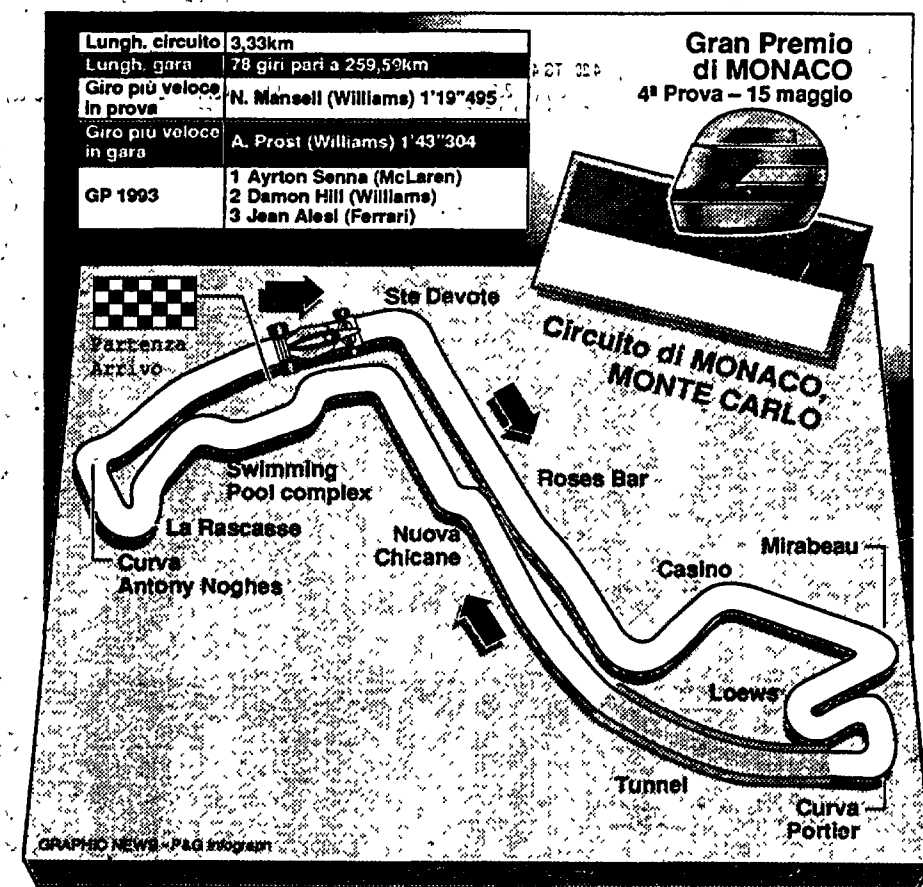 Lungh. circuito 3,33km
Lungh. gara 78 giri pari a 259,59km
Giro più veloce in prova N. Mansell (Williams) 1'19"495
Giro più veloce in gara A. Prost (Williams) 1'43"304
GP 1993
1 Ayrton Senna (McLaren)
2 Damon Hill (Williams)
3 Jean Alesi (Ferrari)
Gran Premio
di MONACO
4ª Prova – 15 maggio
Circuito di MONACO,
MONTE CARLO
Partenza
Arrivo
Ste Devote
Roses Bar
Swimming
Pool complex
La Rascasse
Curva
Antony Noghes
Nuova
Chicane
Casino
Mirabeau
Loews
Tunnel
Curva
Portier
GRAPHIC NEWS - P&G Infograph